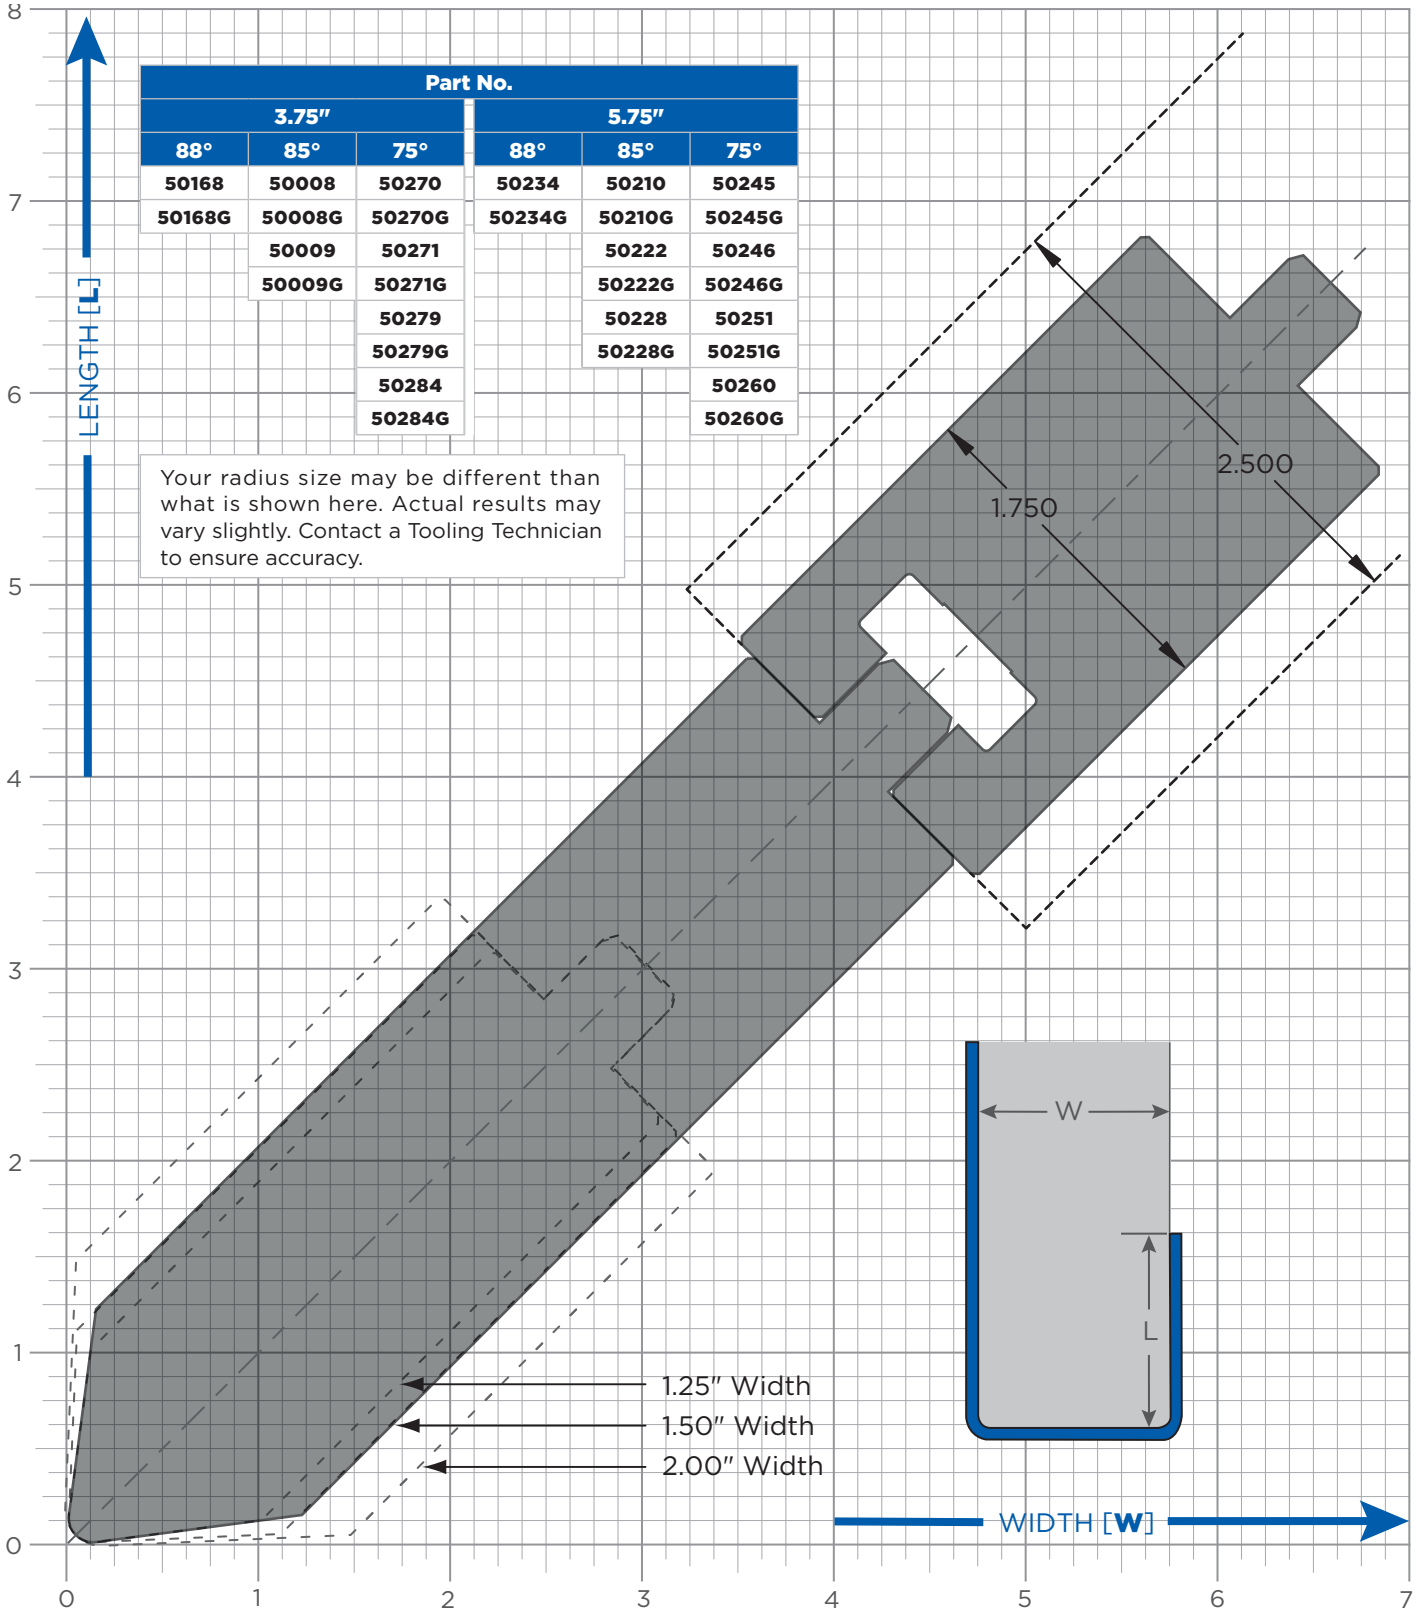 8
7
6
5
4
3
2
1
0
0 1 2 3 4 5 6 7
LENGTH [L]
Part No.
3.75" 5.75"
88° 85° 75° 88° 85° 75°
50168 50008 50270 50234 50210 50245
50168G 50008G 50270G 50234G 50210G 50245G
50009 50271 50222 50246
50009G 50271G 50222G 50246G
50279 50228 50251
50279G 50228G 50251G
50284 50260
50284G 50260G
Your radius size may be different than
what is shown here. Actual results may
vary slightly. Contact a Tooling Technician
to ensure accuracy.
2.500
1.750
W
L
1.25" Width
1.50" Width
2.00" Width
WIDTH [W]